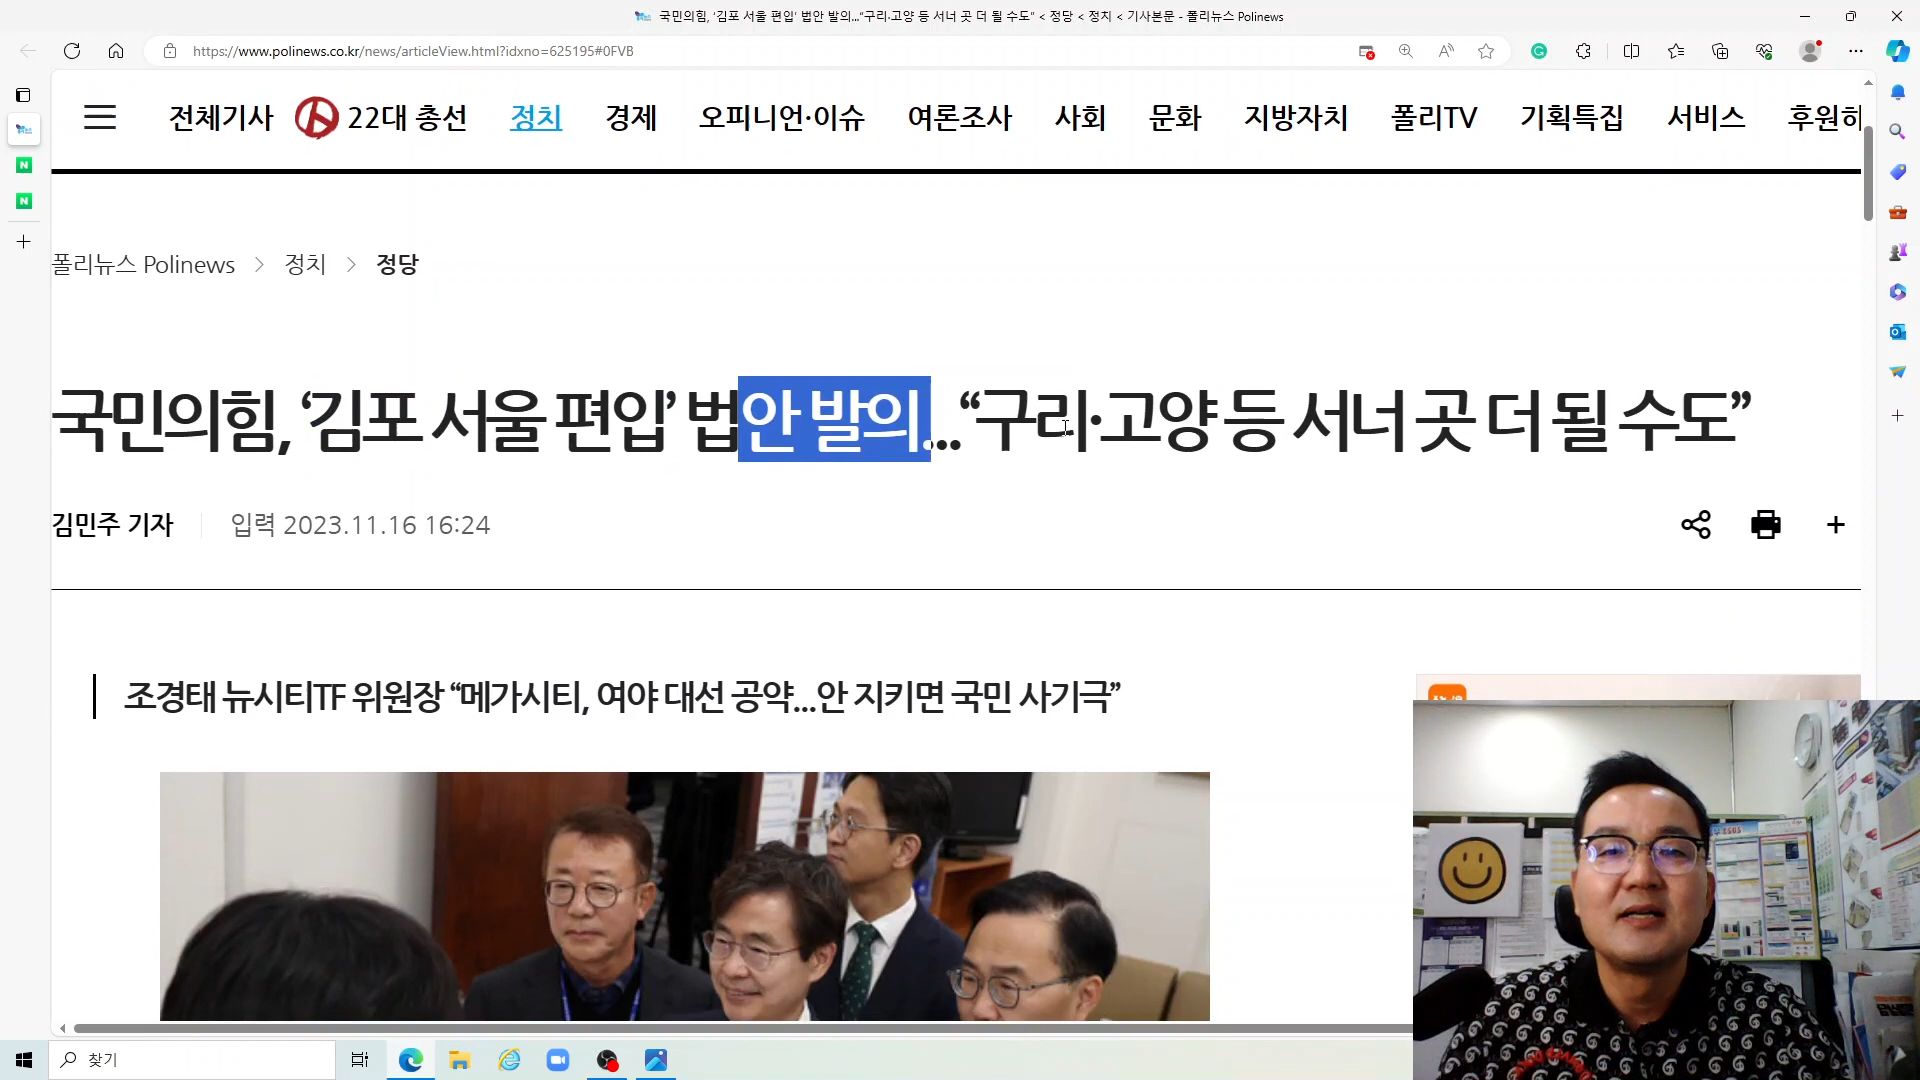 국민의힘, '김포 서울 편입' 법안 발의..."구리·고양 등 서너 곳 더 될 수도" < 정당 < 정치 < 기사본문 - 폴리뉴스 Polinews
https://www.polinews.co.kr/news/articleView.html?idxno=625195#0FVB
전체기사 22대 총선 정치 경제 오피니언·이슈 여론조사 사회 문화 지방자치 폴리TV 기획특집 서비스 후원하
폴리뉴스 Polinews > 정치 > 정당
국민의힘, ‘김포 서울 편입’ 법안 발의...“구리·고양 등 서너 곳 더 될 수도”
김민주 기자 입력 2023.11.16 16:24
조경태 뉴시티TF 위원장 “메가시티, 여야 대선 공약...안 지키면 국민 사기극”
찾기